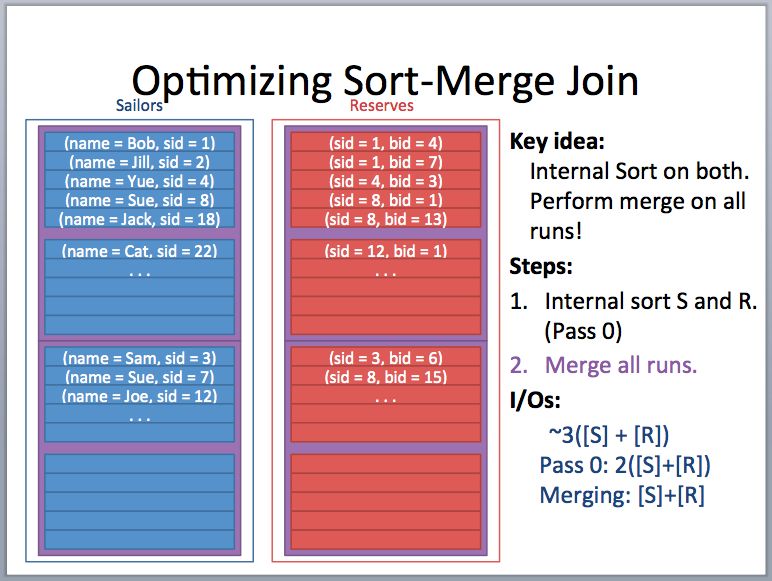 Optimizing Sort-Merge Join
Sailors
(name = Bob, sid = 1)
(name = Jill, sid = 2)
(name = Yue, sid = 4)
(name = Sue, sid = 8)
(name = Jack, sid = 18)
(name = Cat, sid = 22)
. . .
(name = Sam, sid = 3)
(name = Sue, sid = 7)
(name = Joe, sid = 12)
. . .
Reserves
(sid = 1, bid = 4)
(sid = 1, bid = 7)
(sid = 4, bid = 3)
(sid = 8, bid = 1)
(sid = 8, bid = 13)
(sid = 12, bid = 1)
. . .
(sid = 3, bid = 6)
(sid = 8, bid = 15)
. . .
Key idea:
Internal Sort on both.
Perform merge on all
runs!
Steps:
1. Internal sort S and R.
(Pass 0)
2. Merge all runs.
I/Os:
~3([S] + [R])
Pass 0: 2([S]+[R])
Merging: [S]+[R]